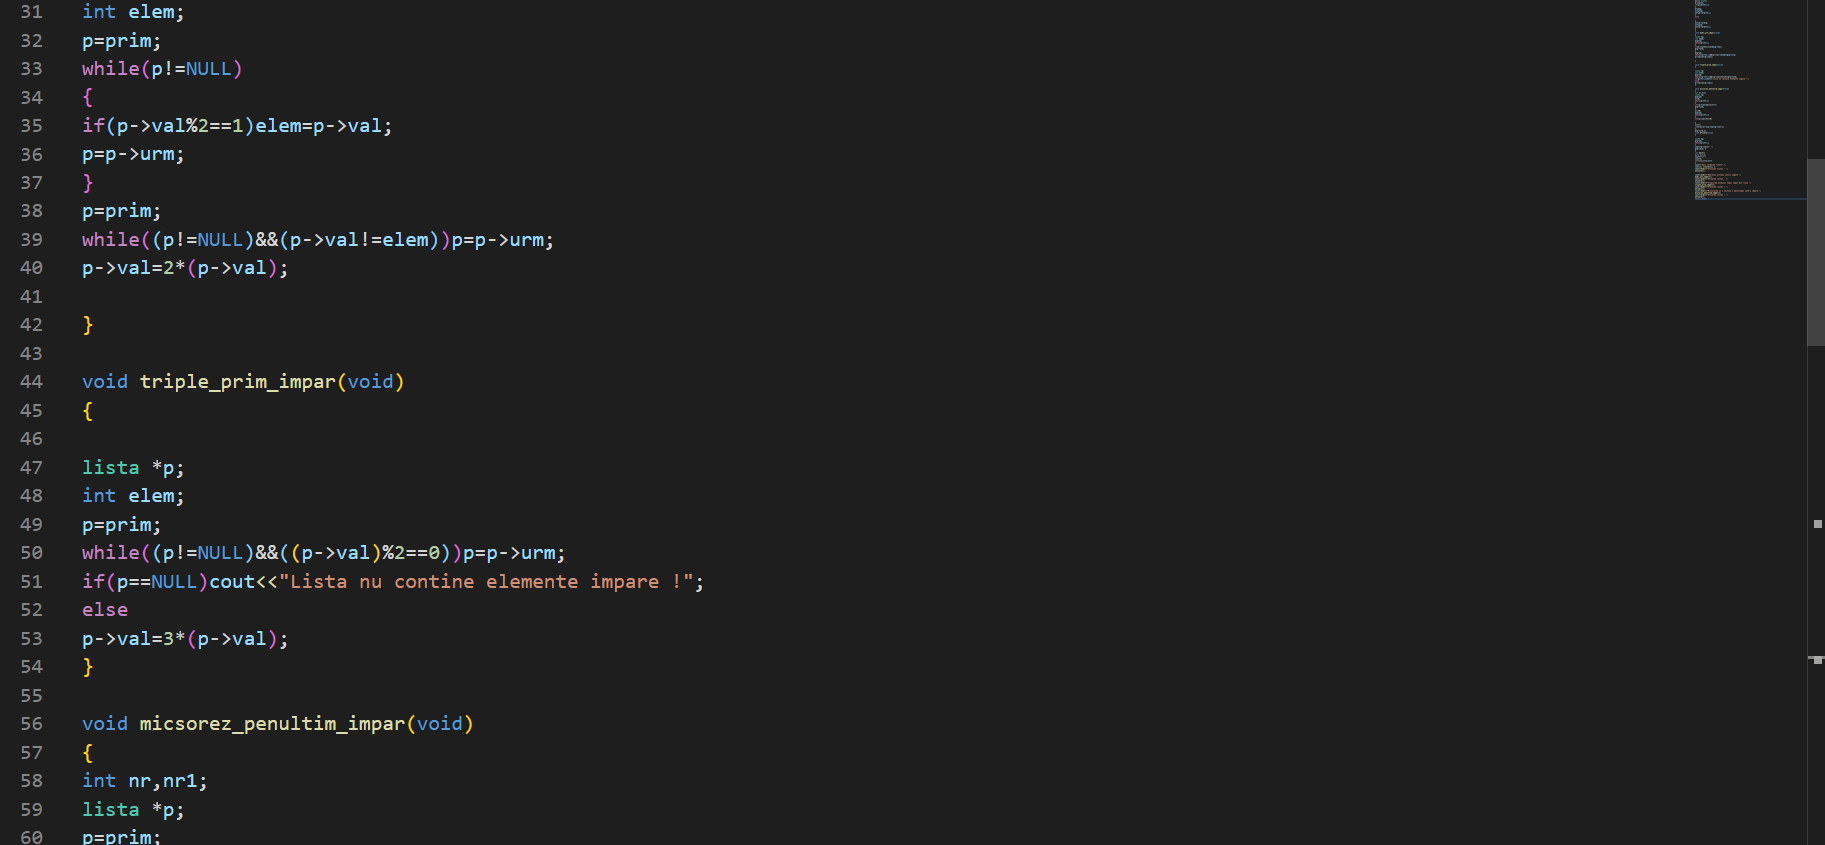 31 int elem;
32 p=prim;
33 while(p!=NULL)
34 {
35 if(p->val%2==1)elem=p->val;
36 p=p->urm;
37 }
38 p=prim;
39 while((p!=NULL)&&(p->val!=elem))p=p->urm;
40 p->val=2*(p->val);
41
42 }
43
44 void triple_prim_impar(void)
45 {
46
47 lista *p;
48 int elem;
49 p=prim;
50 while((p!=NULL)&&((p->val)%2==0))p=p->urm;
51 if(p==NULL)cout<<"Lista nu contine elemente impare !";
52 else
53 p->val=3*(p->val);
54 }
55
56 void micsorez_penultim_impar(void)
57 {
58 int nr,nr1;
59 lista *p;
60 p=prim;